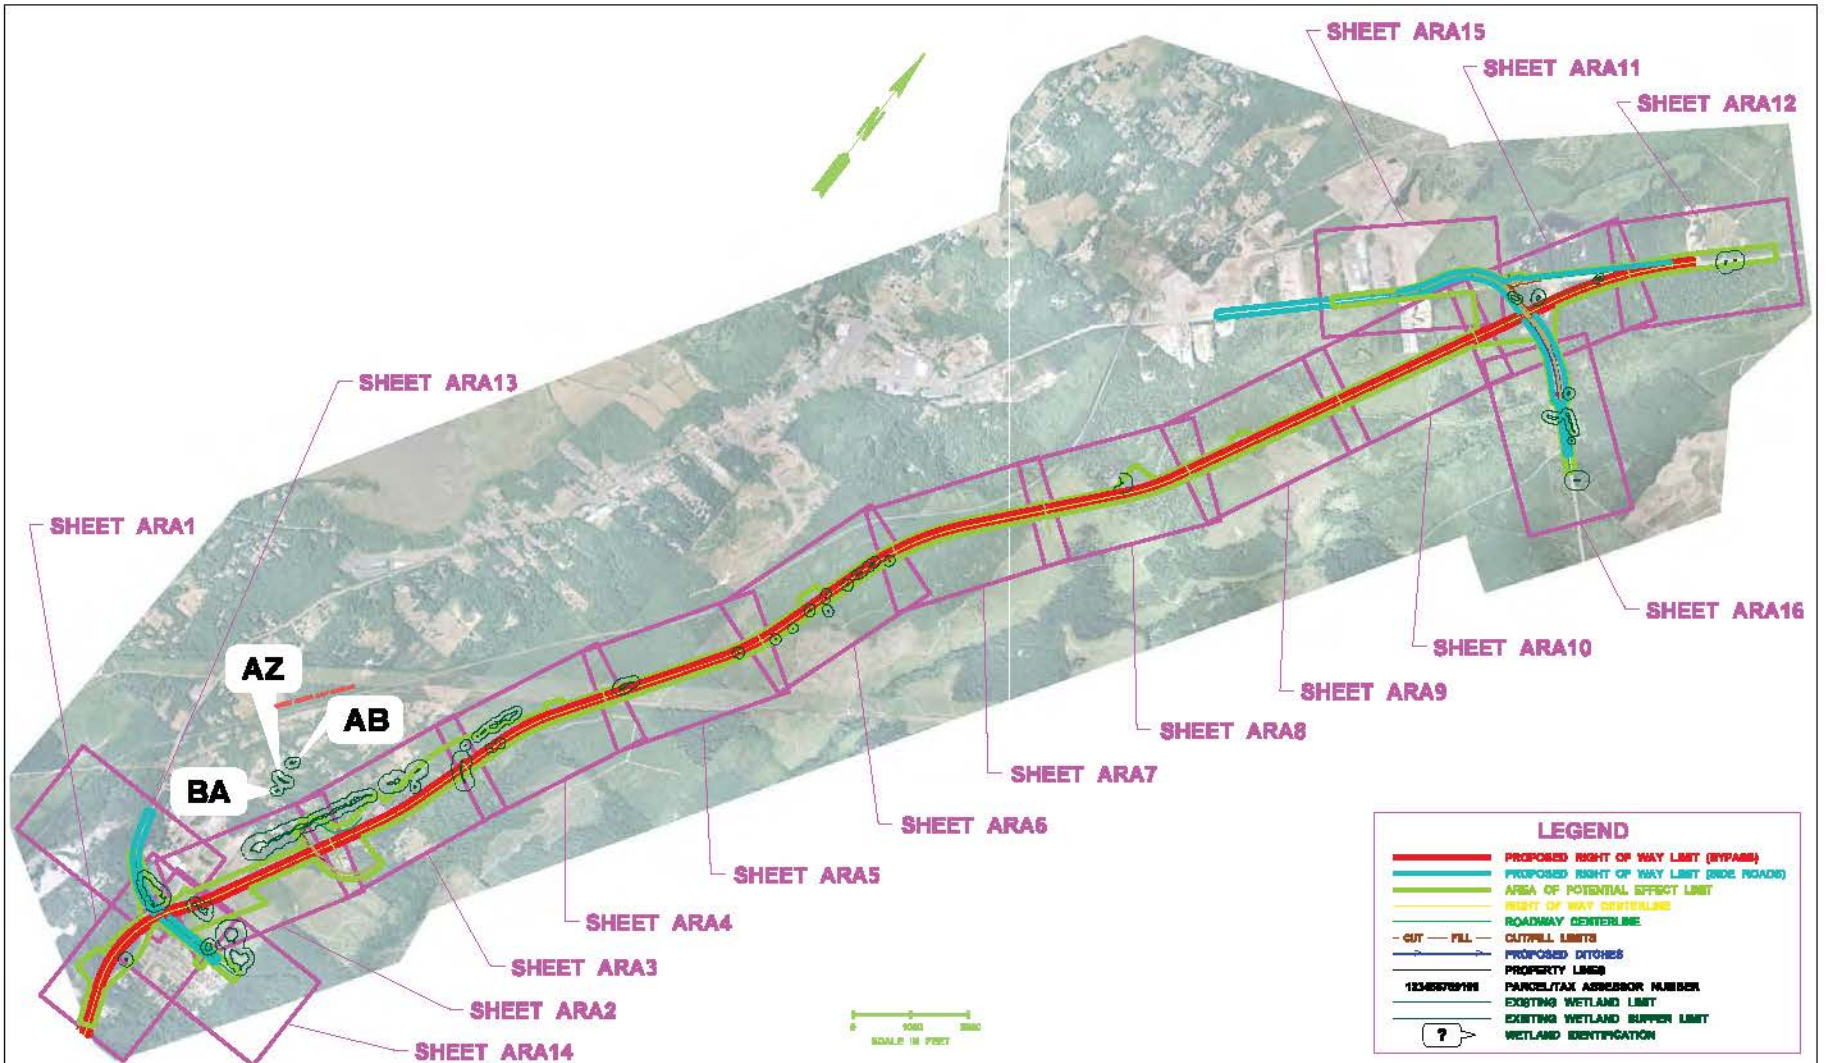 SHEET ARA15
SHEET ARA11
SHEET ARA12
SHEET ARA13
SHEET ARA1
SHEET ARA16
SHEET ARA10
AZ
AB
SHEET ARA9
SHEET ARA8
SHEET ARA7
BA
SHEET ARA6
SHEET ARA5
SHEET ARA4
SHEET ARA3
SHEET ARA2
SHEET ARA14
SCALE IN FEET
LEGEND
PROPOSED RIGHT OF WAY LIMIT (BYPASS)
PROPOSED RIGHT OF WAY LIMIT (SIDE ROADS)
AREA OF POTENTIAL EFFECT LIMIT
RIGHT OF WAY CENTERLINE
ROADWAY CENTERLINE
CUT FILL CUT/FILL LIMITS
PROPOSED DITCHES
PROPERTY LINES
PARCEL/TAX ASSESSOR NUMBER
EXISTING WETLAND LIMIT
EXISTING WETLAND BUFFER LIMIT
? WETLAND IDENTIFICATION